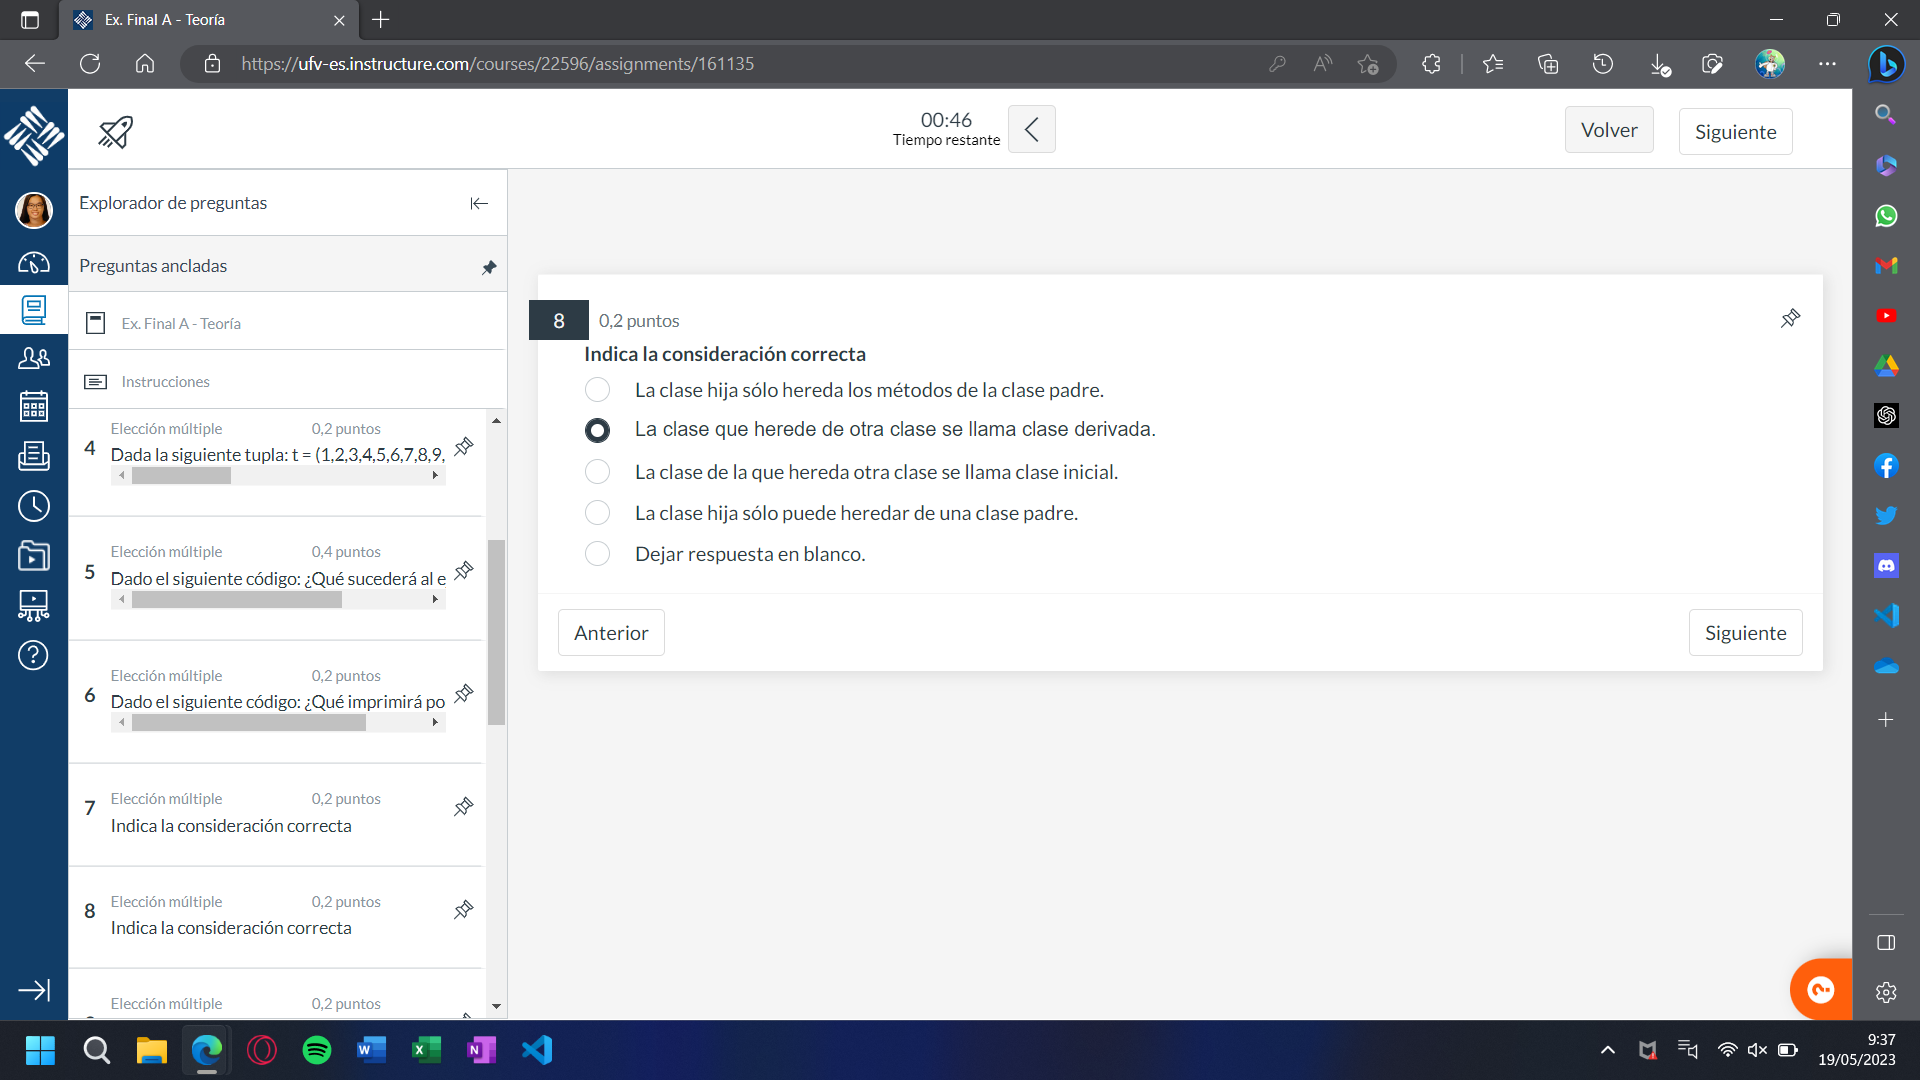 Ex. Final A - Teoría
https://ufv-es.instructure.com/courses/22596/assignments/161135
00:46
Tiempo restante
Volver
Siguiente
Explorador de preguntas
Preguntas ancladas
Ex. Final A - Teoría
Instrucciones
4
Elección múltiple
0,2 puntos
Dada la siguiente tupla: t = (1,2,3,4,5,6,7,8,9,
5
Elección múltiple
0,4 puntos
Dado el siguiente código: ¿Qué sucederá al e
6
Elección múltiple
0,2 puntos
Dado el siguiente código: ¿Qué imprimirá po
7
Elección múltiple
0,2 puntos
Indica la consideración correcta
8
Elección múltiple
0,2 puntos
Indica la consideración correcta
Elección múltiple
0,2 puntos
8
0,2 puntos
Indica la consideración correcta
La clase hija sólo hereda los métodos de la clase padre.
La clase que herede de otra clase se llama clase derivada.
La clase de la que hereda otra clase se llama clase inicial.
La clase hija sólo puede heredar de una clase padre.
Dejar respuesta en blanco.
Anterior
Siguiente
9:37
19/05/2023